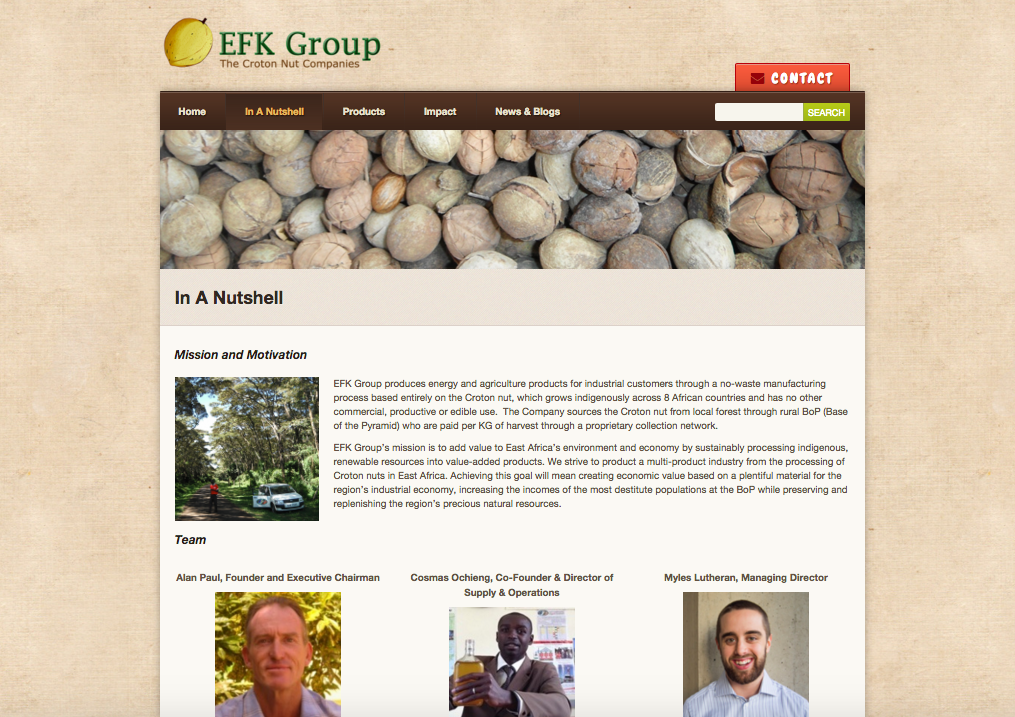 EFK Group
The Croton Nut Companies
CONTACT
Home In A Nutshell Products Impact News & Blogs SEARCH
In A Nutshell
Mission and Motivation
EFK Group produces energy and agriculture products for industrial customers through a no-waste manufacturing
process based entirely on the Croton nut, which grows indigenously across 8 African countries and has no other
commercial, productive or edible use. The Company sources the Croton nut from local forest through rural BoP (Base
of the Pyramid) who are paid per KG of harvest through a proprietary collection network.
EFK Group's mission is to add value to East Africa's environment and economy by sustainably processing indigenous,
renewable resources into value-added products. We strive to product a multi-product industry from the processing of
Croton nuts in East Africa. Achieving this goal will mean creating economic value based on a plentiful material for the
region's industrial economy, increasing the incomes of the most destitute populations at the BoP while preserving and
replenishing the region's precious natural resources.
Team
Alan Paul, Founder and Executive Chairman
Cosmas Ochieng, Co-Founder & Director of
Supply & Operations
Myles Lutheran, Managing Director